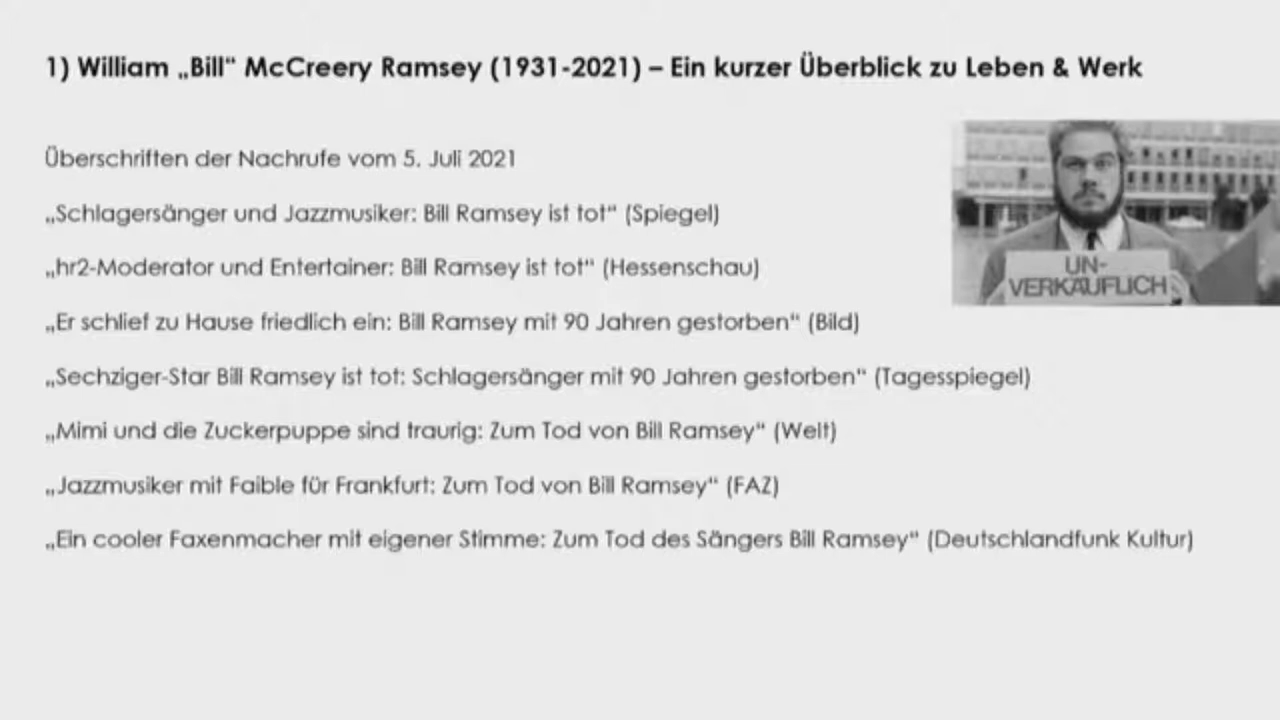 1) William „Bill“ McCreery Ramsey (1931-2021) – Ein kurzer Überblick zu Leben & Werk
Überschriften der Nachrufe vom 5. Juli 2021
„Schlagersänger und Jazzmusiker: Bill Ramsey ist tot“ (Spiegel)
„hr2-Moderator und Entertainer: Bill Ramsey ist tot“ (Hessenschau)
UN-
VERKÄUFLICH
„Er schlief zu Hause friedlich ein: Bill Ramsey mit 90 Jahren gestorben“ (Bild)
„Sechziger-Star Bill Ramsey ist tot: Schlagersänger mit 90 Jahren gestorben“ (Tagesspiegel)
„Mimi und die Zuckerpuppe sind traurig: Zum Tod von Bill Ramsey“ (Welt)
„Jazzmusiker mit Faible für Frankfurt: Zum Tod von Bill Ramsey“ (FAZ)
„Ein cooler Faxenmacher mit eigener Stimme: Zum Tod des Sängers Bill Ramsey“ (Deutschlandfunk Kultur)